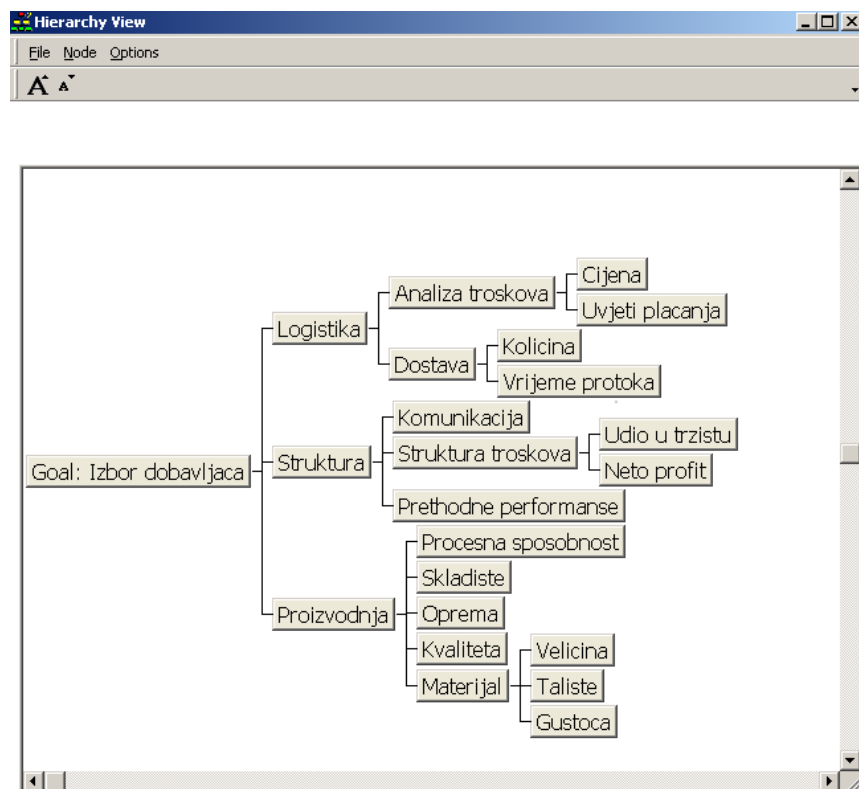 Hierarchy View
File Node Options
A A
Cijena
Analiza troskova
Uvjeti placanja
Logistika
Kolicina
Dostava
Vrijeme protoka
Komunikacija
Udio u trzistu
Struktura troskova
Goal: Izbor dobavljaca
Struktura
Neto profit
Prethodne performanse
Procesna sposobnost
Skladiste
Proizvodnja
Oprema
Kvaliteta
Velicina
Materijal
Taliste
Gustoca